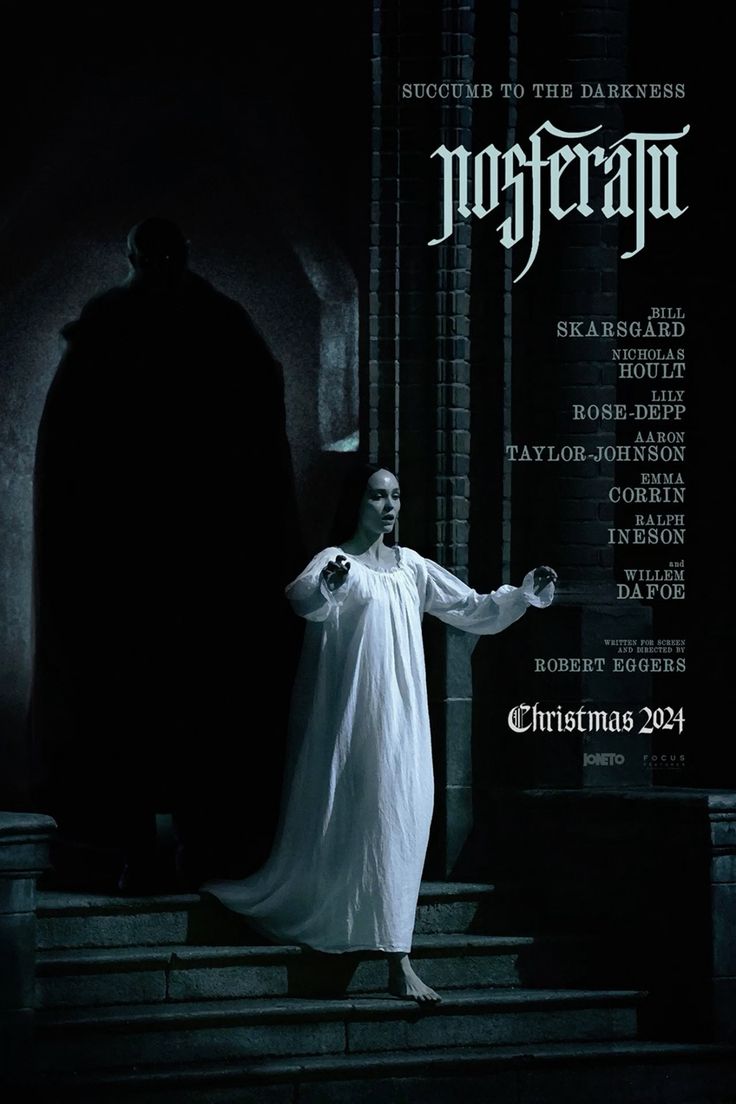 SUCCUMB TO THE DARKNESS
nosferatu
BILL
SKARSGÅRD
NICHOLAS
HOULT
LILY
ROSE-DEPP
AARON
TAYLOR-JOHNSON
EMMA
CORRIN
RALPH
INESON
and
WILLEM
DAFOE
WRITTEN FOR SCREEN
AND DIRECTED BY
ROBERT EGGERS
Christmas 2024
FOCUS
FEATURES